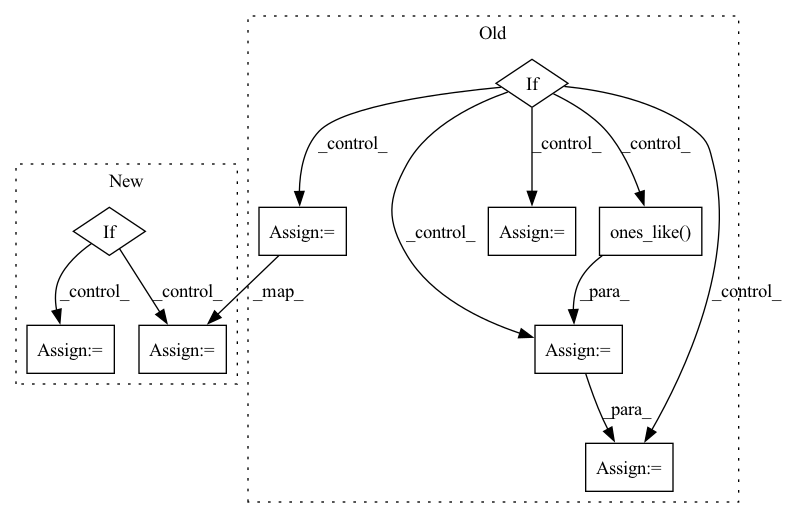 Old
If
New
_control_
_control_
_control_
If
Assign:=
_control_
Assign:=
ones_like()
_control_
_control_
_map_
_para_
_control_
Assign:=
Assign:=
Assign:=
_para_
Assign:=